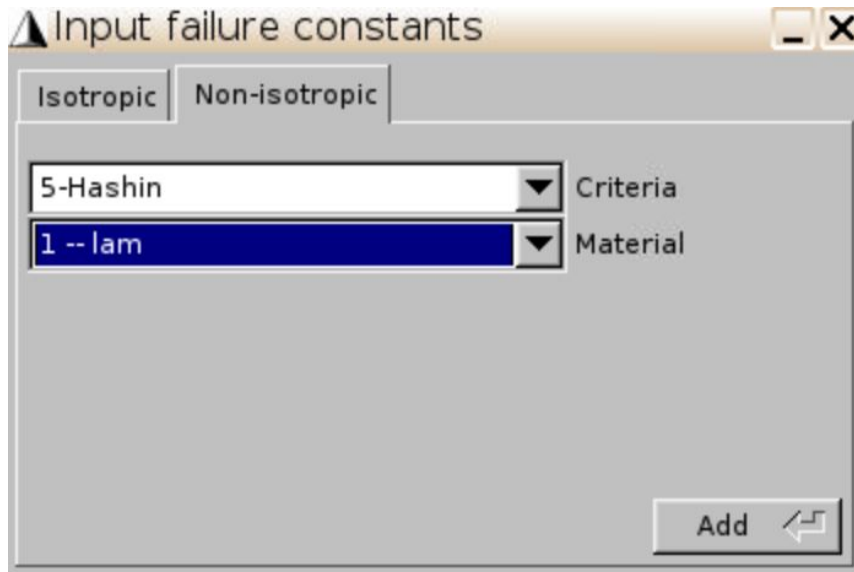 Input failure constants
Isotropic Non-isotropic
5-Hashin Criteria
1 -- lam Material
Add